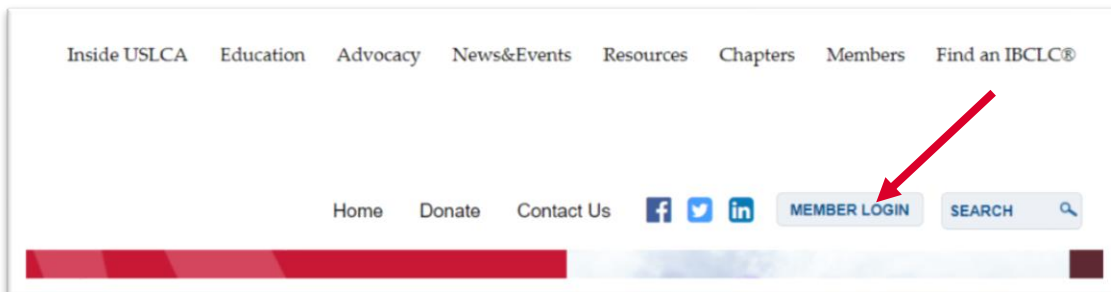 Inside USLCA Education Advocacy News&Events Resources Chapters Members Find an IBCLC®
Home Donate Contact Us f in MEMBER LOGIN SEARCH